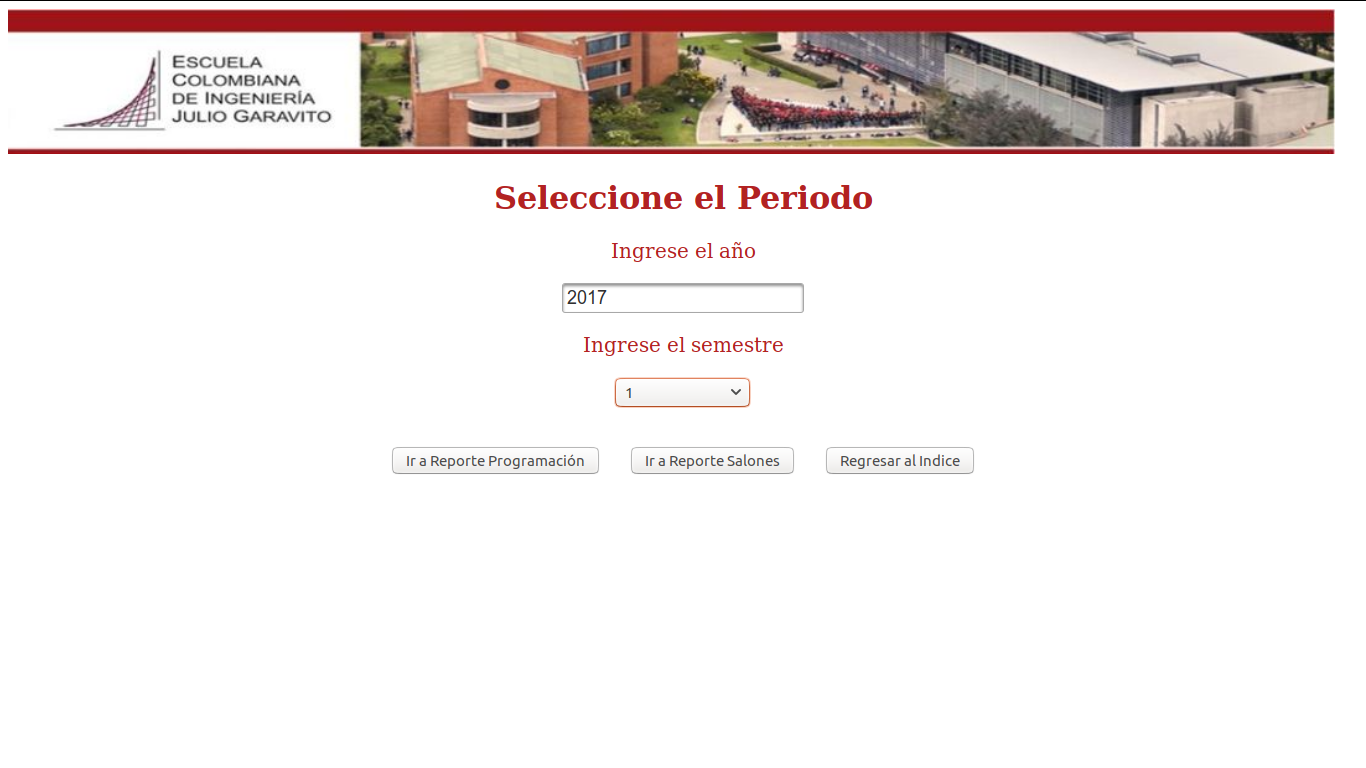 ESCUELA
COLOMBIANA
DE INGENIERÍA
JULIO GARAVITO
Seleccione el Periodo
Ingrese el año
2017
Ingrese el semestre
1
Ir a Reporte Programación
Ir a Reporte Salones
Regresar al Indice